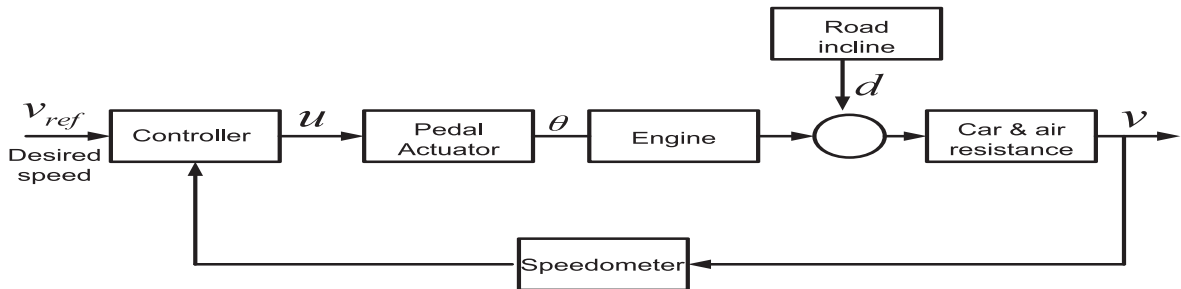 Road
incline
d
v_ref
Desired
speed
Controller
u
Pedal
Actuator
θ
Engine
Car & air
resistance
v
Speedometer